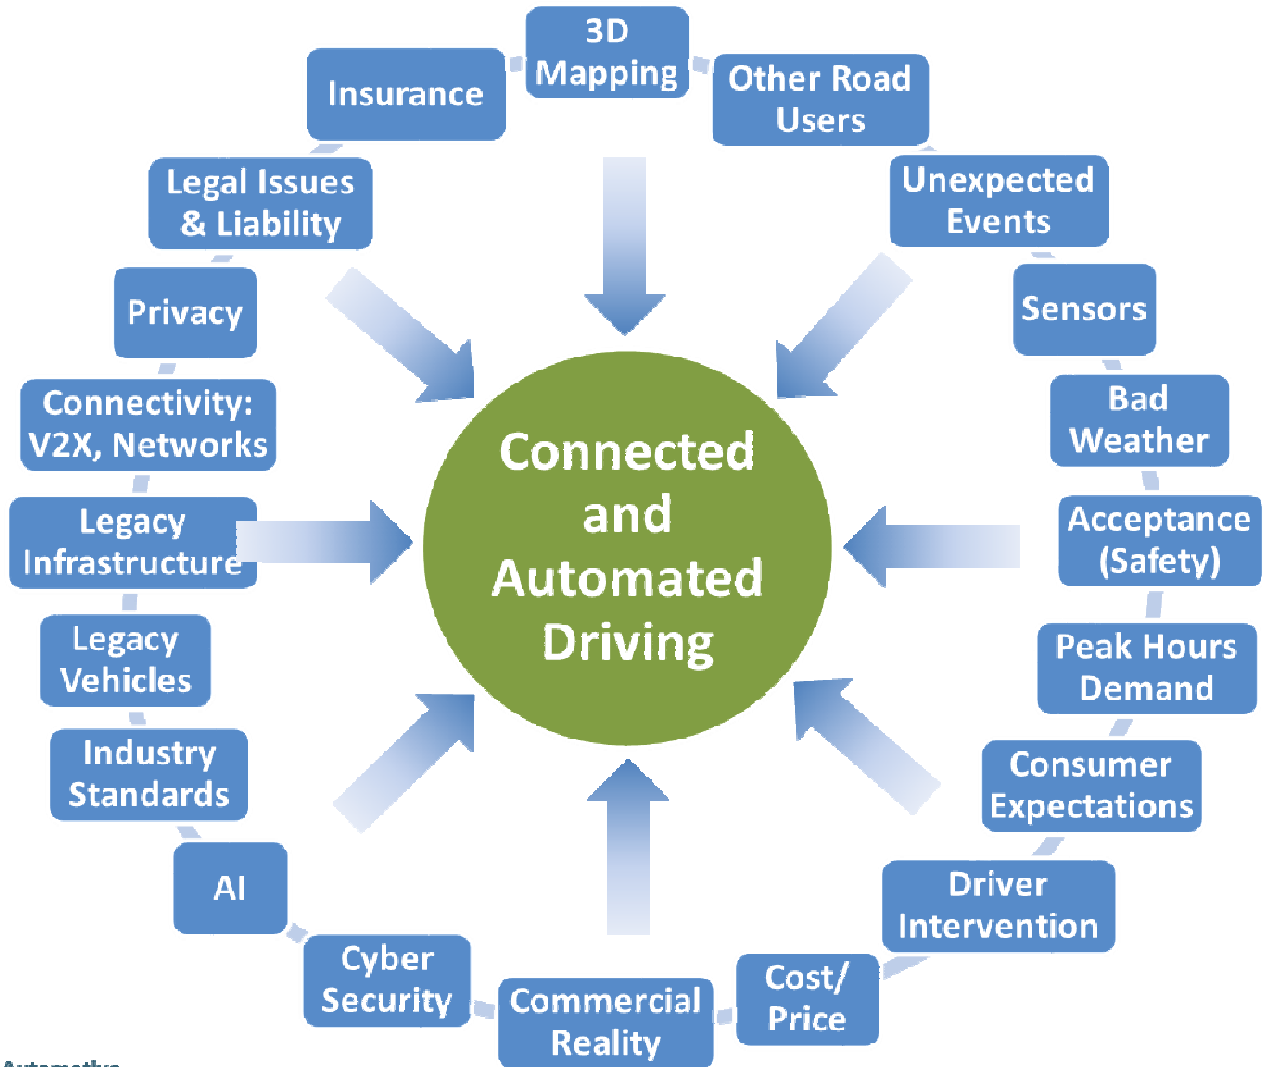 3D
Mapping
Other Road
Users
Unexpected
Events
Sensors
Bad
Weather
Acceptance
(Safety)
Peak Hours
Demand
Consumer
Expectations
Driver
Intervention
Cost/
Price
Commercial
Reality
Cyber
Security
AI
Industry
Standards
Legacy
Vehicles
Legacy
Infrastructure
Connectivity:
V2X, Networks
Privacy
Legal Issues
& Liability
Insurance
Connected
and
Automated
Driving
Automotive